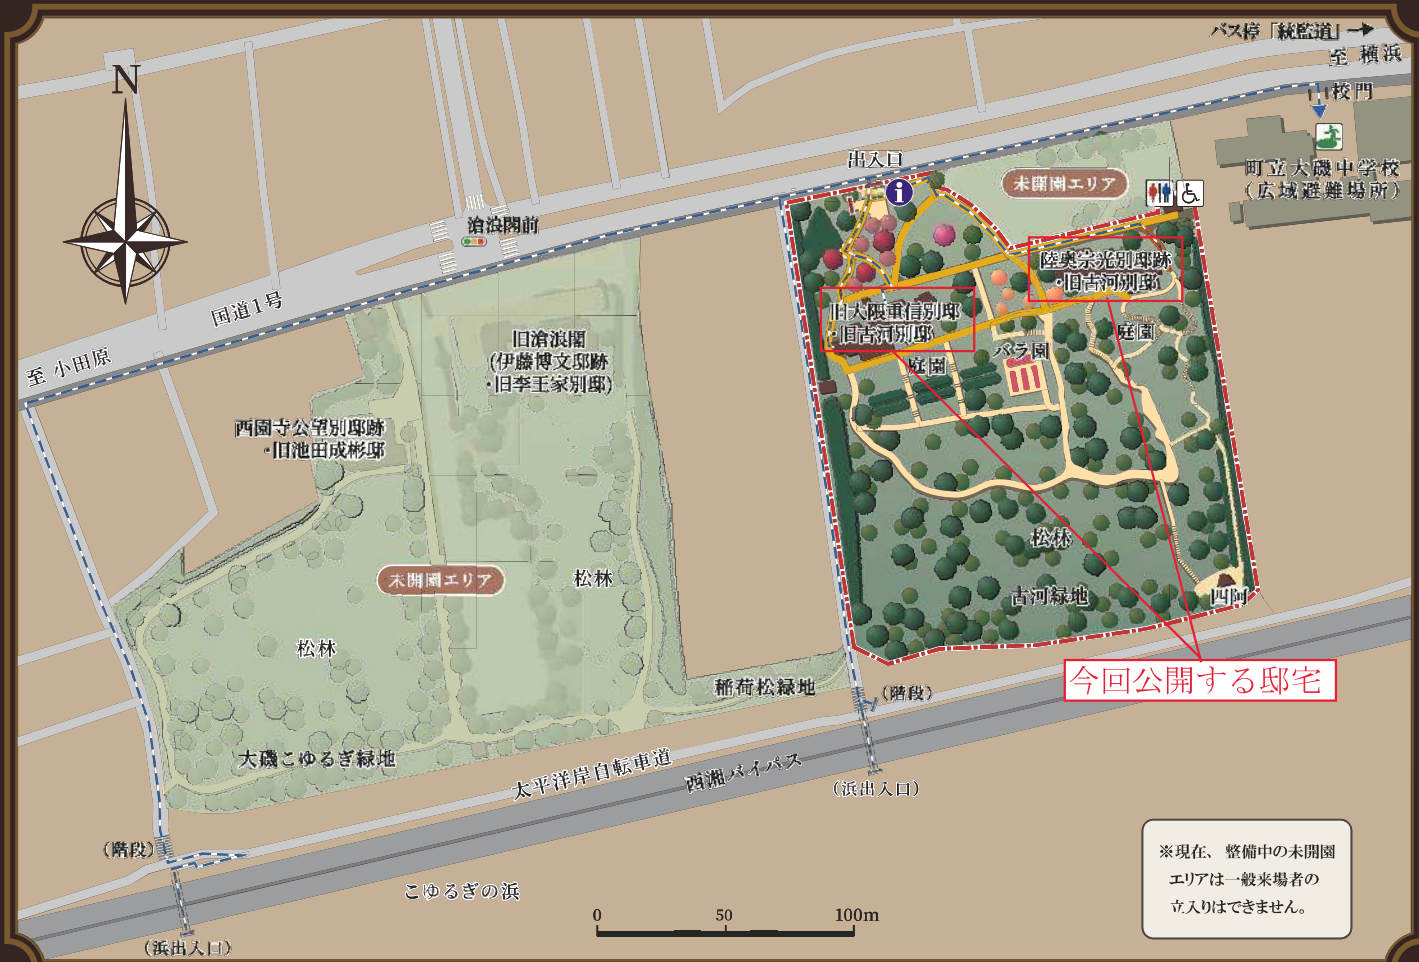 バス停「統監道」→
至 横浜
校門
N
出入口
町立大磯中学校
(広域避難場所)
未開園エリア
i
滄浪閣前
陸奥宗光別邸跡
・旧古河別邸
国道1号
旧大隈重信別邸
・旧古河別邸
庭園
旧滄浪閣
(伊藤博文邸跡
・旧李王家別邸)
バラ園
至 小田原
庭園
西園寺公望別邸跡
・旧池田成彬邸
松林
未開園エリア
松林
古河緑地
四阿
松林
今回公開する邸宅
稲荷松緑地
(階段)
大磯こゆるぎ緑地
太平洋岸自転車道
西湘バイパス
(浜出入口)
(階段)
※現在、整備中の未開園
エリアは一般来場者の
立入りはできません。
こゆるぎの浜
0 50 100m
(浜出入口)